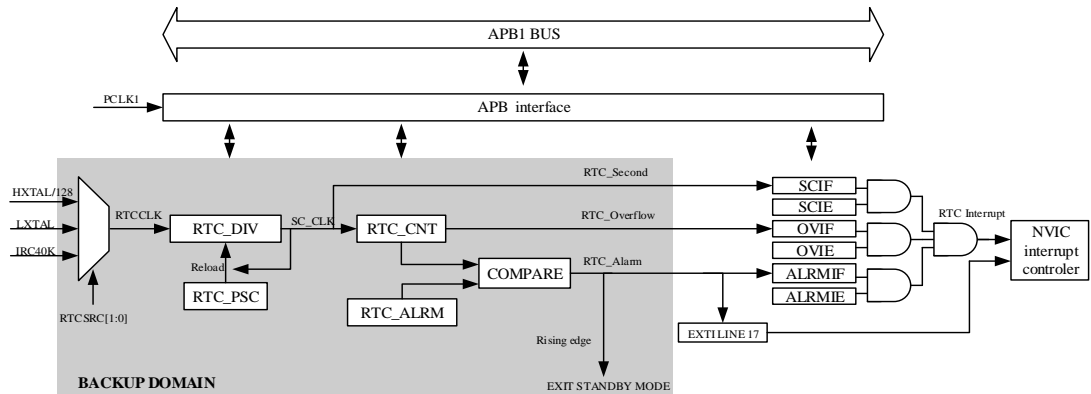 APB1 BUS
PCLK1
APB interface
HXTAL/128
LXTAL
IRC40K
RTCCLK
RTCSRC[1:0]
RTC_DIV
SC_CLK
Reload
RTC_PSC
RTC_CNT
RTC_ALRM
COMPARE
RTC_Second
RTC_Overflow
RTC_Alarm
Rising edge
EXIT STANDBY MODE
BACKUP DOMAIN
SCIF
SCIE
OVIF
OVIE
ALRMIF
ALRMIE
EXTI LINE 17
RTC Interrupt
NVIC
interrupt
controler